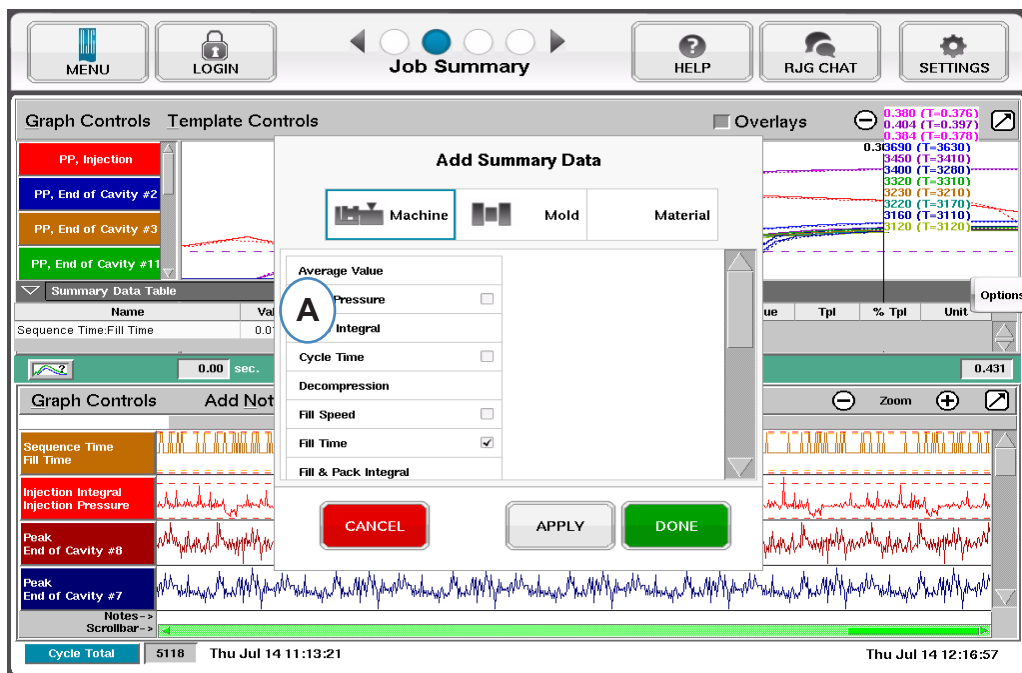 MENU
LOGIN
Job Summary
HELP
RJG CHAT
SETTINGS
Graph Controls Template Controls
Overlays
0.380 (T=0.376)
0.404 (T=0.397)
0.384 (T=0.378)
3690 (T=3630)
3450 (T=3410)
3400 (T=3280)
3320 (T=3310)
3230 (T=3210)
3220 (T=3170)
3160 (T=3110)
3120 (T=3120)
PP, Injection
PP, End of Cavity #2
PP, End of Cavity #3
PP, End of Cavity #11
Add Summary Data
Machine Mold Material
Average Value
A
Pressure
Integral
Cycle Time
Decompression
Fill Speed
Fill Time
Fill & Pack Integral
CANCEL APPLY DONE
Summary Data Table
Options
Name Tpl % Tpl Unit
Sequence Time:Fill Time
0.00 sec.
0.431
Graph Controls Add
Zoom
Sequence Time
Fill Time
Injection Integral
Injection Pressure
Peak
End of Cavity #8
Peak
End of Cavity #7
Notes->
Scrollbar->
Cycle Total 5118 Thu Jul 14 11:13:21 Thu Jul 14 12:16:57